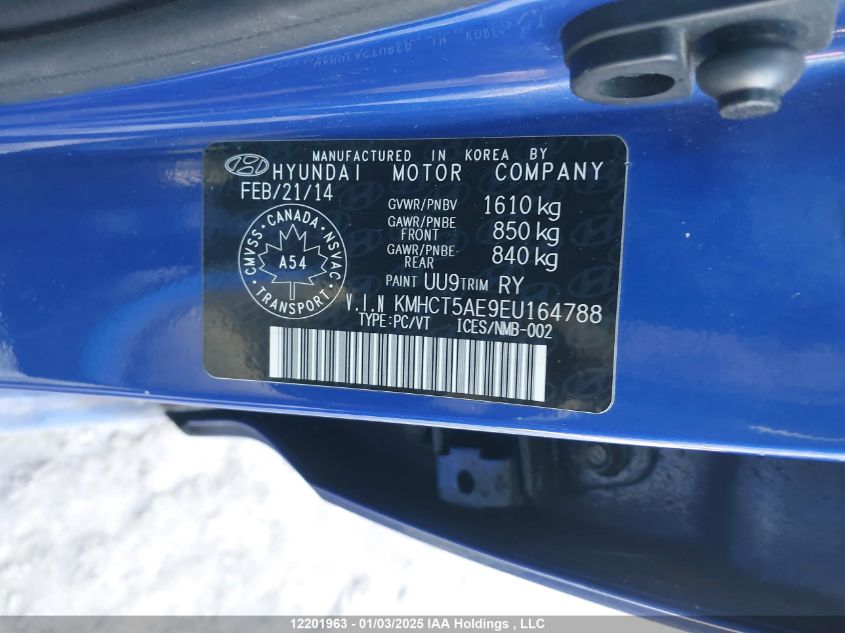 MANUFACTURED IN KOREA BY
HYUNDAI MOTOR COMPANY
FEB/21/14
GVWR/PNBV 1610 kg
GAWR/PNBE FRONT 850 kg
GAWR/PNBE- REAR 840 kg
CMVSS · CANADA · NSVAC
A54
TRANSPORT
PAINT UU9 TRIM RY
V.I.N KMHCT5AE9EU164788
TYPE:PC/VT ICES/NMB-002
12201963 - 01/03/2025 IAA Holdings , LLC